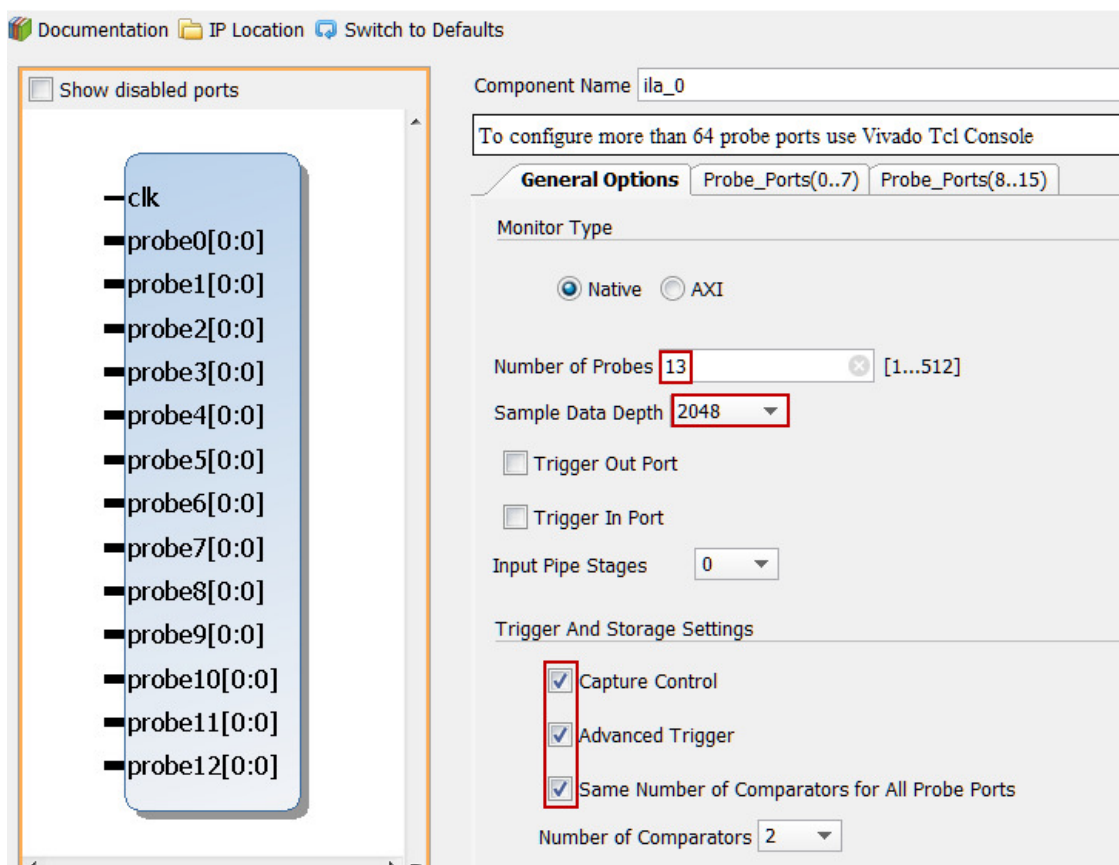 Documentation IP Location Switch to Defaults
Show disabled ports
clk
probe0[0:0]
probe1[0:0]
probe2[0:0]
probe3[0:0]
probe4[0:0]
probe5[0:0]
probe6[0:0]
probe7[0:0]
probe8[0:0]
probe9[0:0]
probe10[0:0]
probe11[0:0]
probe12[0:0]
Component Name ila_0
To configure more than 64 probe ports use Vivado Tcl Console
General Options Probe_Ports(0..7) Probe_Ports(8..15)
Monitor Type
Native AXI
Number of Probes 13 [1...512]
Sample Data Depth 2048
Trigger Out Port
Trigger In Port
Input Pipe Stages 0
Trigger And Storage Settings
Capture Control
Advanced Trigger
Same Number of Comparators for All Probe Ports
Number of Comparators 2